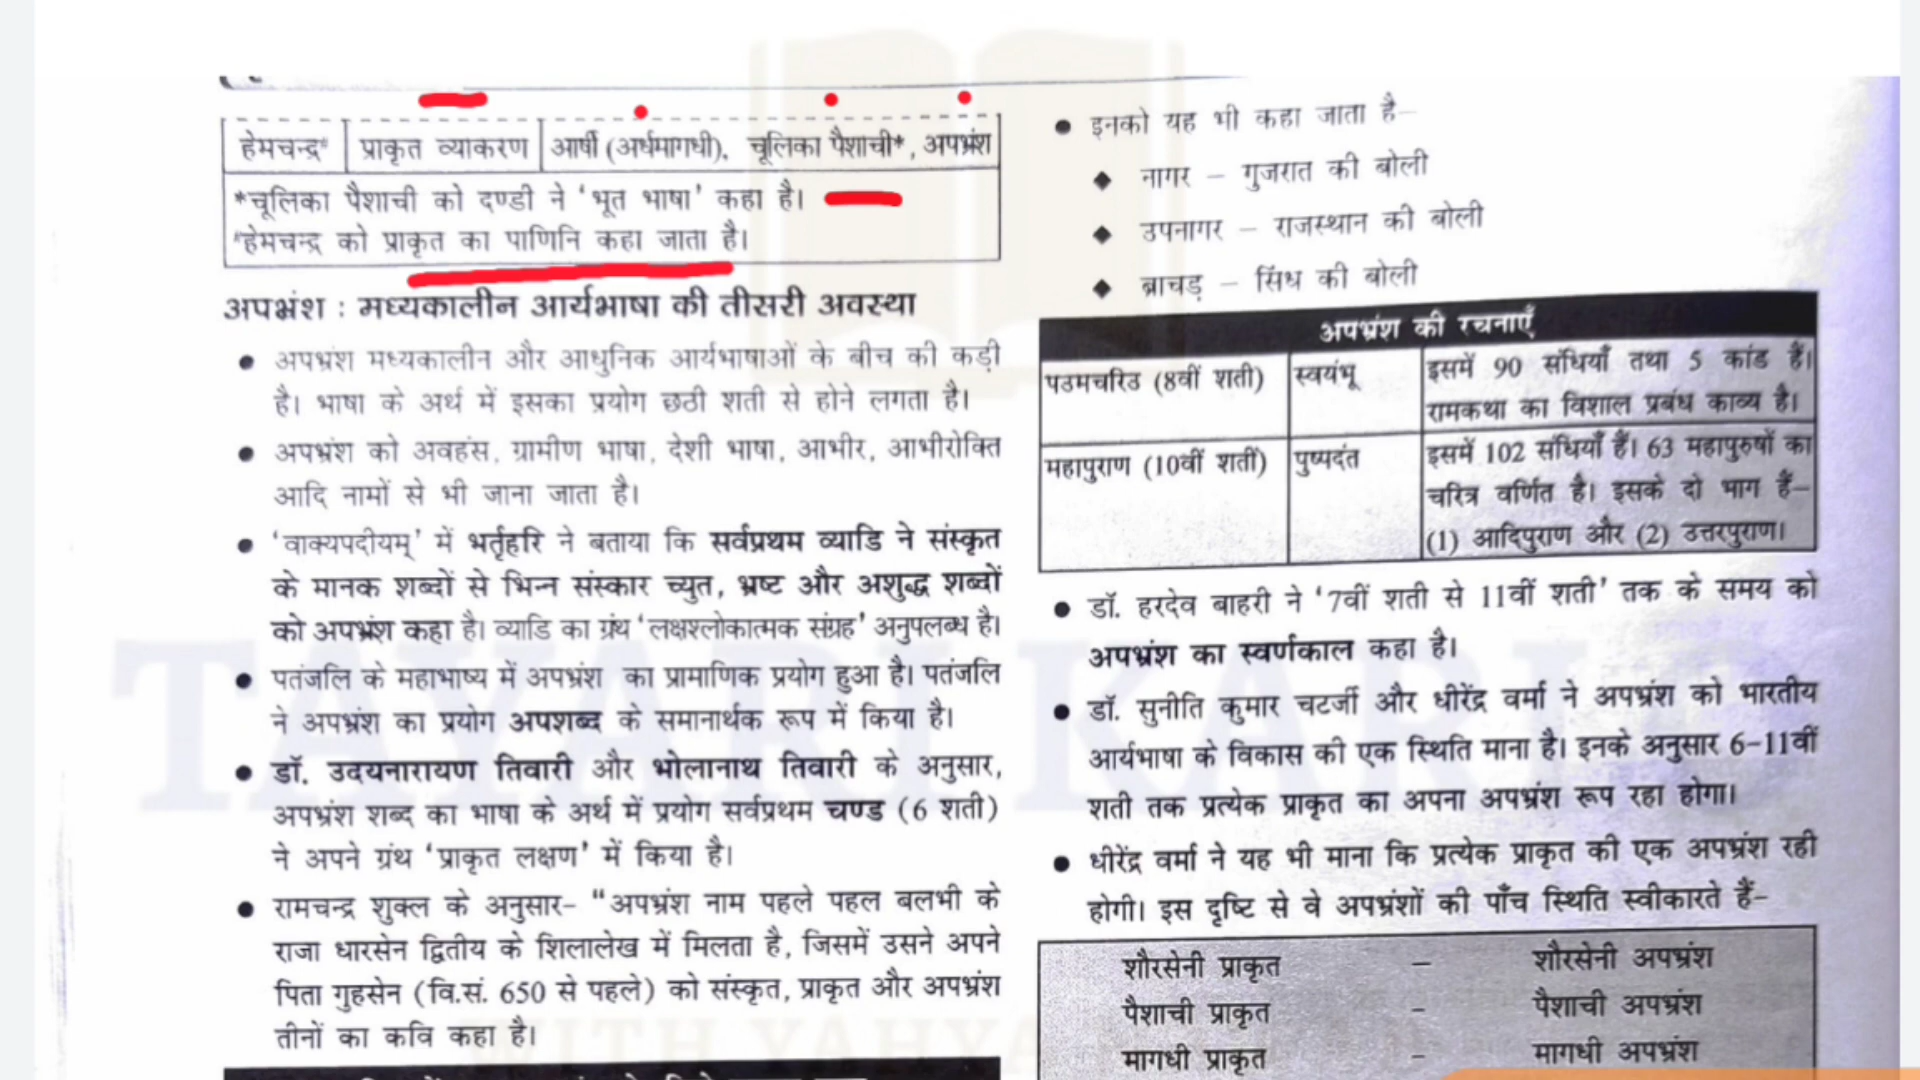 हेमचन्द्र# प्राकृत व्याकरण आर्षी (अर्धमागधी), चूलिका पैशाची*, अपभ्रंश
*चूलिका पैशाची को दण्डी ने 'भूत भाषा' कहा है।
#हेमचन्द्र को प्राकृत का पाणिनि कहा जाता है।
अपभ्रंश : मध्यकालीन आर्यभाषा की तीसरी अवस्था
● अपभ्रंश मध्यकालीन और आधुनिक आर्यभाषाओं के बीच की कड़ी
है। भाषा के अर्थ में इसका प्रयोग छठी शती से होने लगता है।
● अपभ्रंश को अवहंस, ग्रामीण भाषा, देशी भाषा, आभीर, आभीरोक्ति
आदि नामों से भी जाना जाता है।
● 'वाक्यपदीयम्' में भर्तृहरि ने बताया कि सर्वप्रथम व्याडि ने संस्कृत
के मानक शब्दों से भिन्न संस्कार च्युत, भ्रष्ट और अशुद्ध शब्दों
को अपभ्रंश कहा है। व्याडि का ग्रंथ 'लक्षश्लोकात्मक संग्रह' अनुपलब्ध है।
● पतंजलि के महाभाष्य में अपभ्रंश का प्रामाणिक प्रयोग हुआ है। पतंजलि
ने अपभ्रंश का प्रयोग अपशब्द के समानार्थक रूप में किया है।
● डॉ. उदयनारायण तिवारी और भोलानाथ तिवारी के अनुसार,
अपभ्रंश शब्द का भाषा के अर्थ में प्रयोग सर्वप्रथम चण्ड (6 शती)
ने अपने ग्रंथ 'प्राकृत लक्षण' में किया है।
● रामचन्द्र शुक्ल के अनुसार- "अपभ्रंश नाम पहले पहल बलभी के
राजा धारसेन द्वितीय के शिलालेख में मिलता है, जिसमें उसने अपने
पिता गुहसेन (वि.सं. 650 से पहले) को संस्कृत, प्राकृत और अपभ्रंश
तीनों का कवि कहा है।
● इनको यह भी कहा जाता है–
◆ नागर – गुजरात की बोली
◆ उपनागर – राजस्थान की बोली
◆ ब्राचड़ – सिंध की बोली
अपभ्रंश की रचनाएँ
पउमचरिउ (8वीं शती) स्वयंभू इसमें 90 संधियाँ तथा 5 कांड हैं।
रामकथा का विशाल प्रबंध काव्य है।
महापुराण (10वीं शती) पुष्पदंत इसमें 102 संधियाँ हैं। 63 महापुरुषों का
चरित्र वर्णित है। इसके दो भाग हैं–
(1) आदिपुराण और (2) उत्तरपुराण।
● डॉ. हरदेव बाहरी ने '7वीं शती से 11वीं शती' तक के समय को
अपभ्रंश का स्वर्णकाल कहा है।
● डॉ. सुनीति कुमार चटर्जी और धीरेंद्र वर्मा ने अपभ्रंश को भारतीय
आर्यभाषा के विकास की एक स्थिति माना है। इनके अनुसार 6-11वीं
शती तक प्रत्येक प्राकृत का अपना अपभ्रंश रूप रहा होगा।
● धीरेंद्र वर्मा ने यह भी माना कि प्रत्येक प्राकृत की एक अपभ्रंश रही
होगी। इस दृष्टि से वे अपभ्रंशों की पाँच स्थिति स्वीकारते हैं–
शौरसेनी प्राकृत – शौरसेनी अपभ्रंश
पैशाची प्राकृत – पैशाची अपभ्रंश
मागधी प्राकृत – मागधी अपभ्रंश
TAYARI KARLO
WITH YAHYA